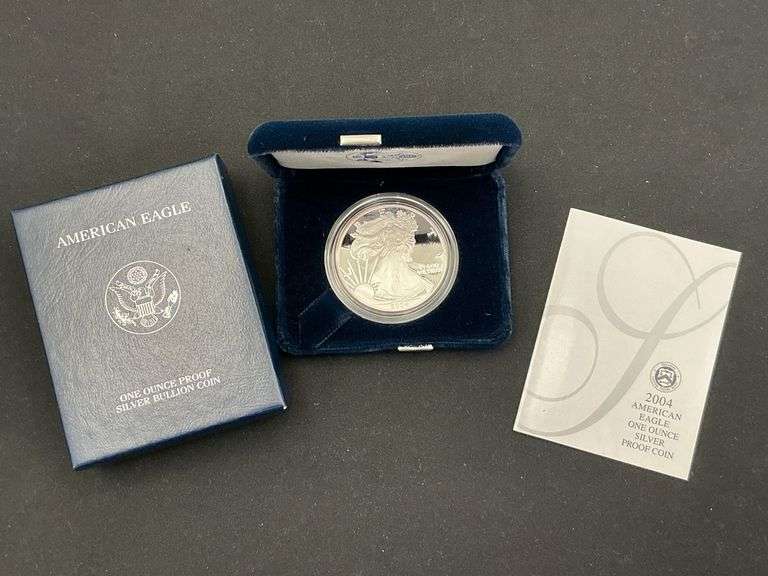 AMERICAN EAGLE
ONE OUNCE PROOF
SILVER BULLION COIN
2004
AMERICAN
EAGLE
ONE OUNCE
SILVER
PROOF COIN